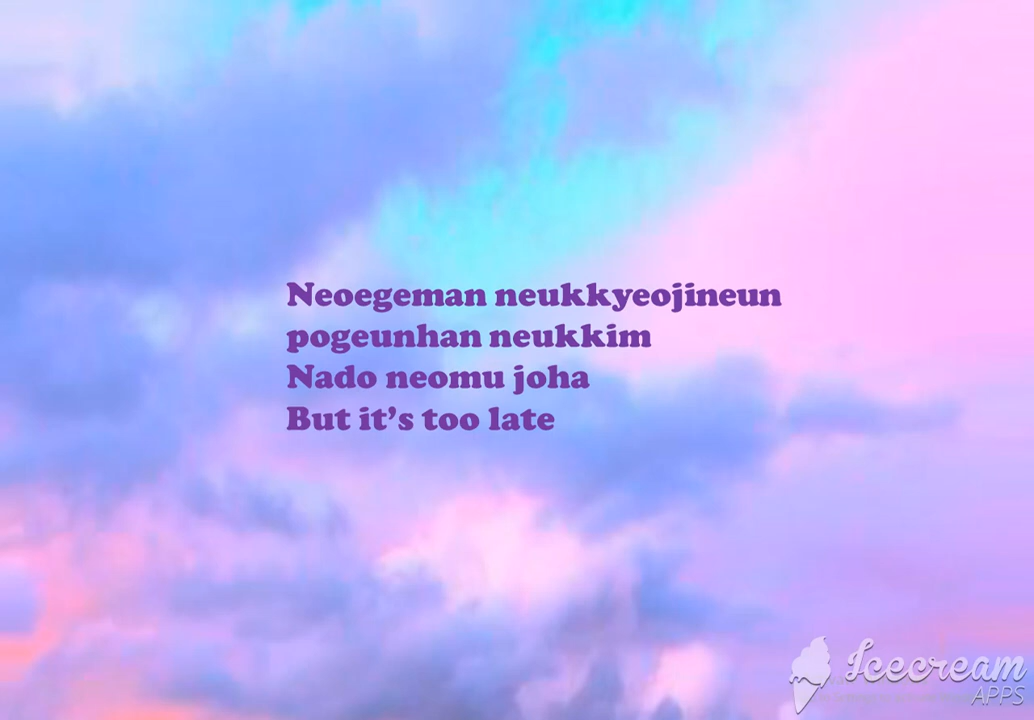 Neoegeman neukkyeojineun
pogeunhan neukkim
Nado neomu joha
But it’s too late
Icecream
APPS